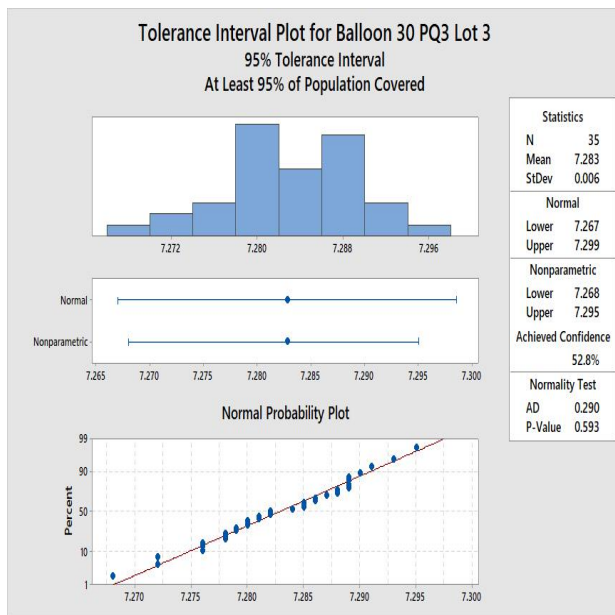 Tolerance Interval Plot for Balloon 30 PQ3 Lot 3
95% Tolerance Interval
At Least 95% of Population Covered
7.272 7.280 7.288 7.296
Normal
Nonparametric
7.265 7.270 7.275 7.280 7.285 7.290 7.295 7.300
Normal Probability Plot
99
90
50
10
1
Percent
7.270 7.275 7.280 7.285 7.290 7.295 7.300
Statistics
N 35
Mean 7.283
StDev 0.006
Normal
Lower 7.267
Upper 7.299
Nonparametric
Lower 7.268
Upper 7.295
Achieved Confidence
52.8%
Normality Test
AD 0.290
P-Value 0.593